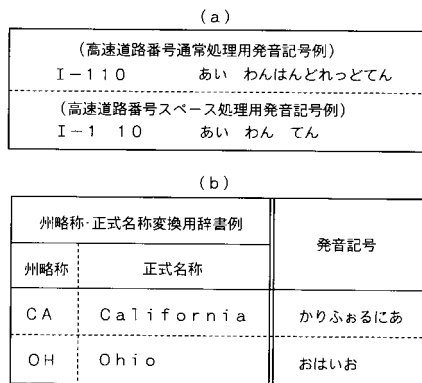 (a)
(高速道路番号通常処理用発音記号例)
I-110 あい わんはんどれっどてん
(高速道路番号スペース処理用発音記号例)
I-1 10 あい わん てん
(b)
州略称·正式名称変換用辞書例 発音記号
州略称 正式名称
CA California かりふぉるにあ
OH Ohio おはいお